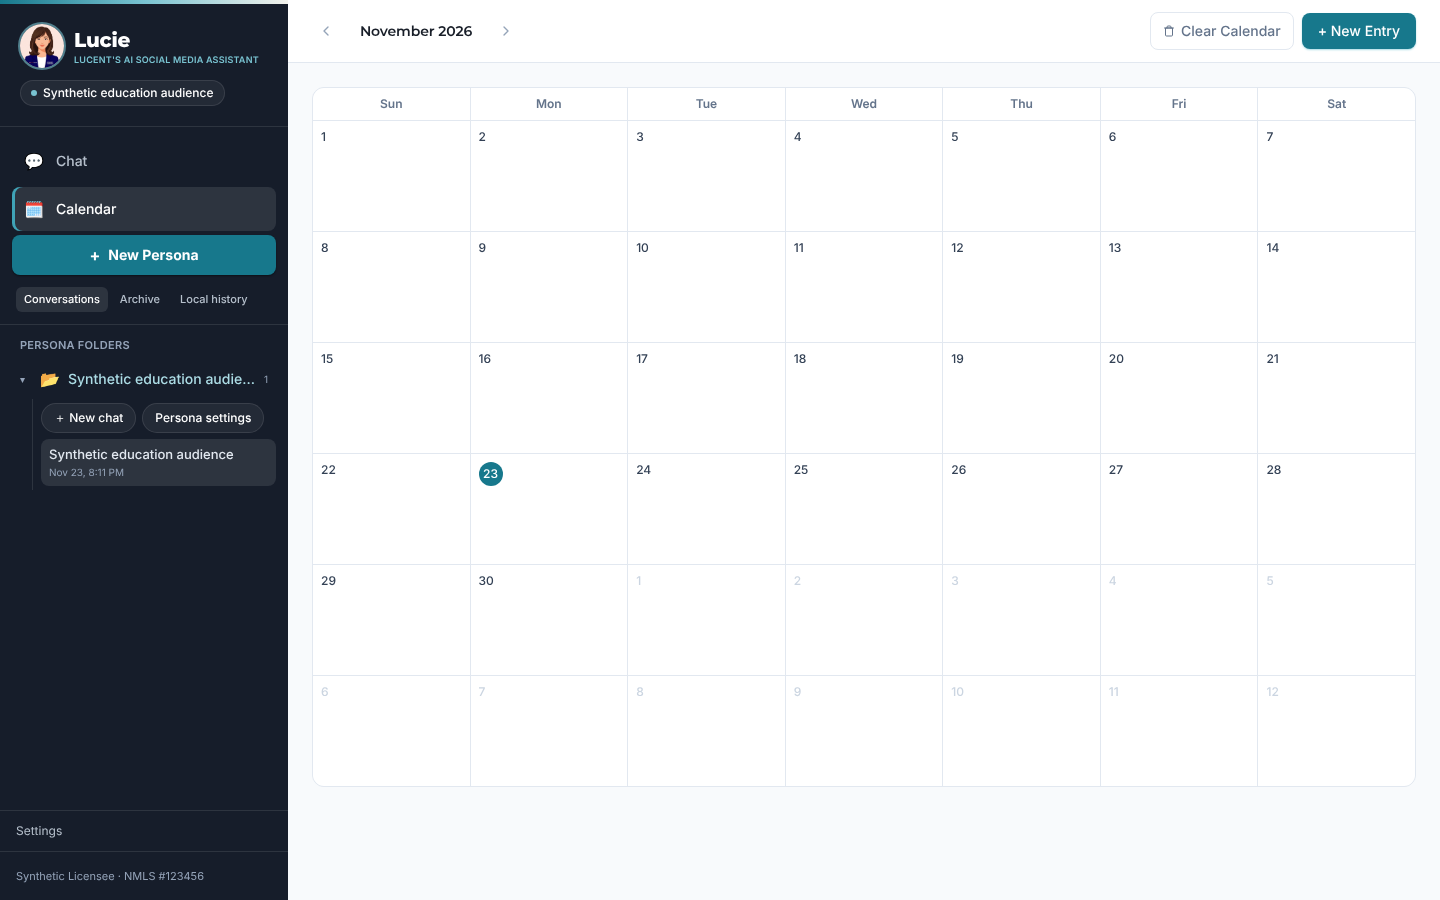 Lucie
LUCENT'S AI SOCIAL MEDIA ASSISTANT
Synthetic education audience
Chat
Calendar
+ New Persona
Conversations Archive Local history
PERSONA FOLDERS
Synthetic education audie... 1
+ New chat Persona settings
Synthetic education audience
Nov 23, 8:11 PM
Settings
Synthetic Licensee · NMLS #123456
November 2026
Clear Calendar
+ New Entry
Sun Mon Tue Wed Thu Fri Sat
1 2 3 4 5 6 7
8 9 10 11 12 13 14
15 16 17 18 19 20 21
22 23 24 25 26 27 28
29 30 1 2 3 4 5
6 7 8 9 10 11 12